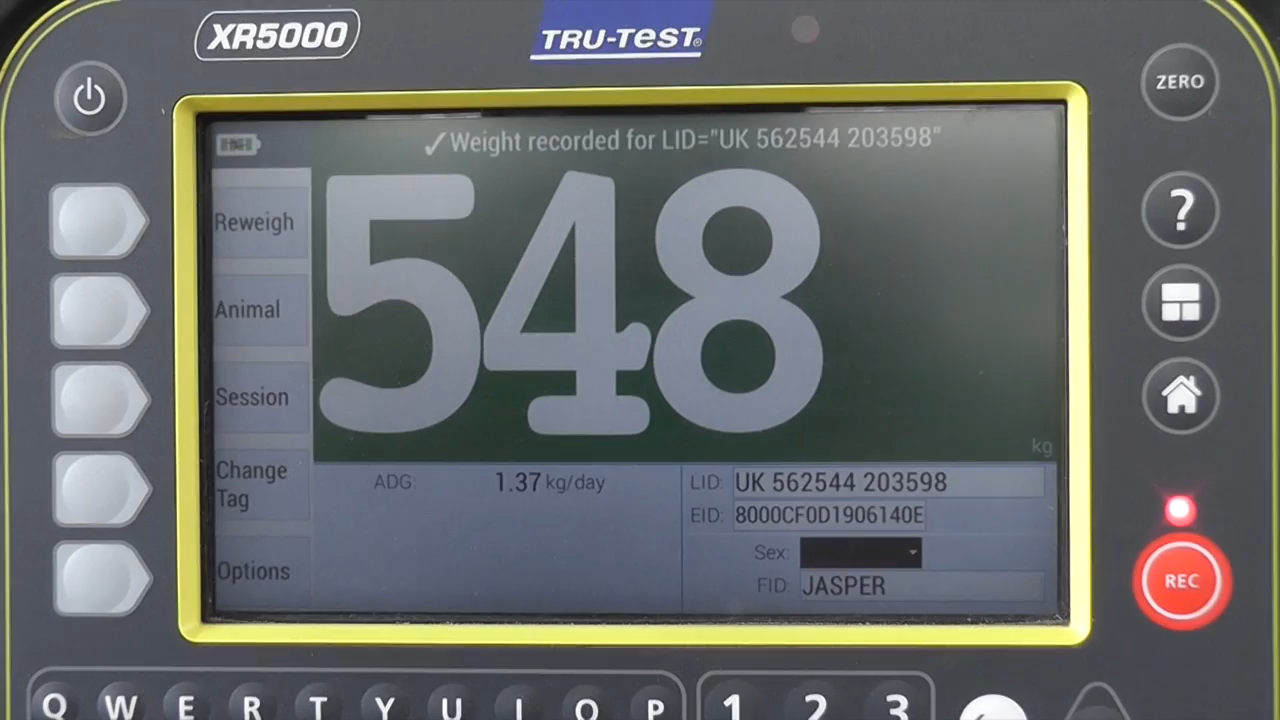 XR5000
TRU-TEST®
ZERO
✓Weight recorded for LID="UK 562544 203598"
Reweigh
Animal
Session
Change
Tag
Options
548
kg
ADG: 1.37 kg/day
LID: UK 562544 203598
EID: 8000CF0D1906140E
Sex:
FID: JASPER
?
REC
Q W E R T Y U I O P
1 2 3